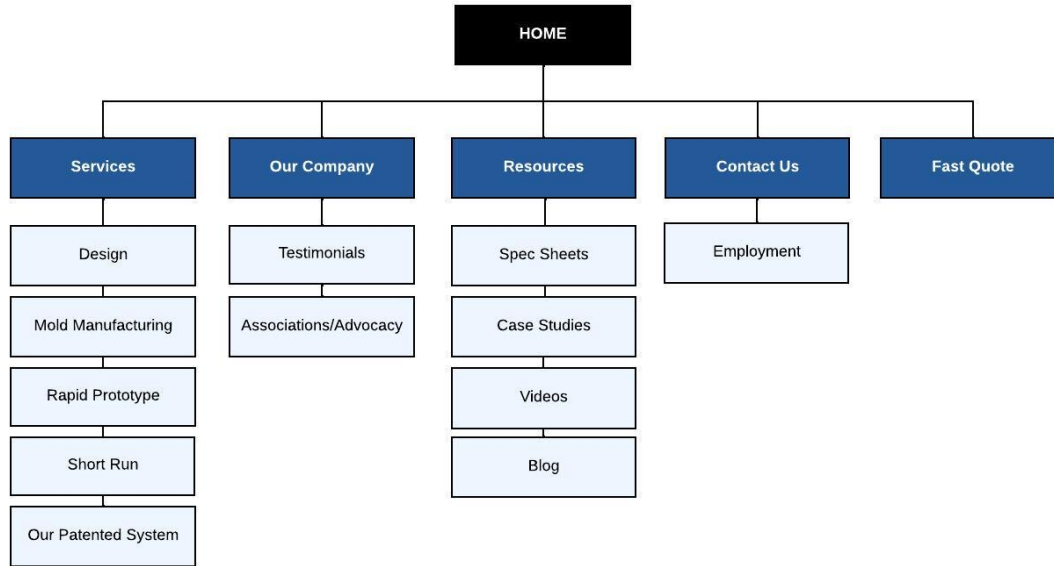 HOME
Services
Our Company
Resources
Contact Us
Fast Quote
Design
Testimonials
Spec Sheets
Employment
Mold Manufacturing
Associations/Advocacy
Case Studies
Rapid Prototype
Videos
Short Run
Blog
Our Patented System